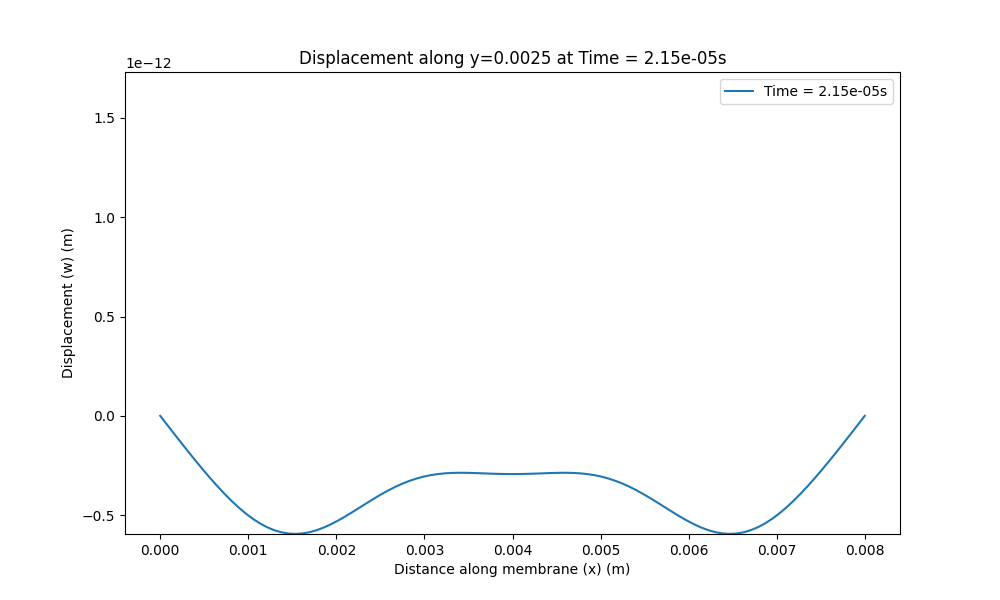 Displacement along y=0.0025 at Time = 2.15e-05s
1e−12
Time = 2.15e-05s
1.5
1.0
0.5
0.0
−0.5
Displacement (w) (m)
0.000 0.001 0.002 0.003 0.004 0.005 0.006 0.007 0.008
Distance along membrane (x) (m)